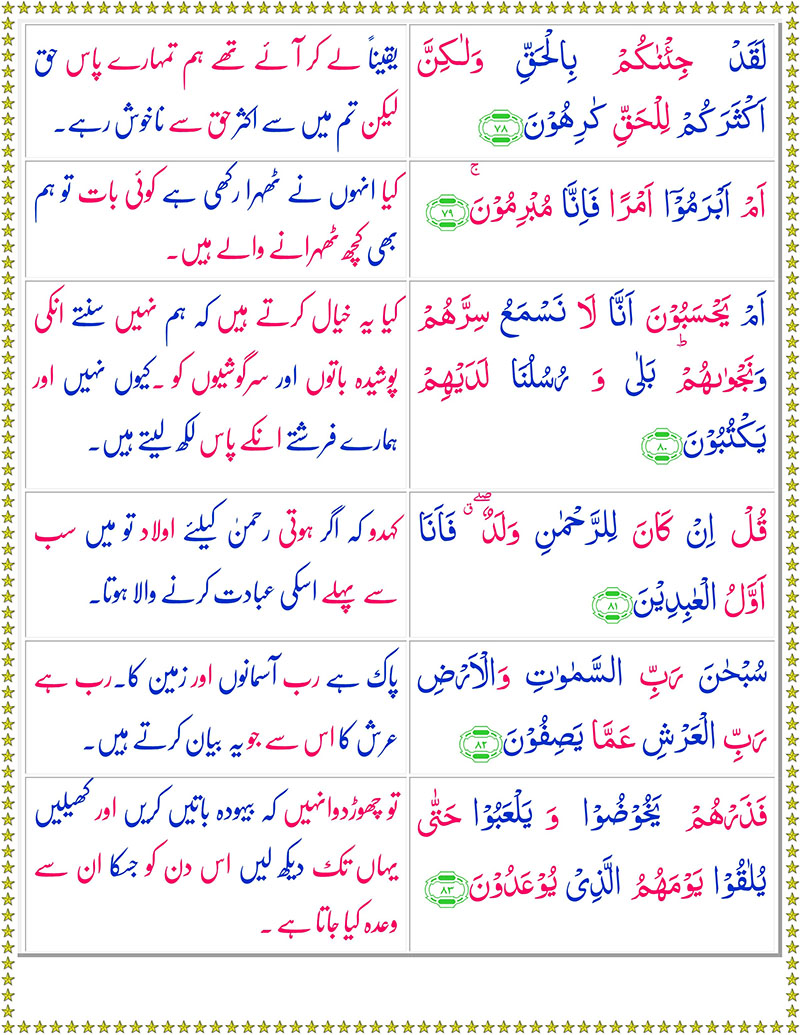 لَقَدْ جِئْنٰكُمْ بِالْحَقِّ وَلٰكِنَّ
اَكْثَرَكُمْ لِلْحَقِّ كٰرِهُوْنَ ﴿۷۸﴾
یقیناً لے کر آئے تھے ہم تمہارے پاس حق
لیکن تم میں سے اکثر حق سے ناخوش رہے۔
اَمْ اَبْرَمُوْۤا اَمْرًا فَاِنَّا مُبْرِمُوْنَ ۚ ﴿۷۹﴾
کیا انہوں نے ٹھہرا رکھی ہے کوئی بات تو ہم
بھی کچھ ٹھہرانے والے ہیں۔
اَمْ يَحْسَبُوْنَ اَنَّا لَا نَسْمَعُ سِرَّهُمْ
وَنَجْوٰىهُمْ ؕ بَلٰى وَ رُسُلُنَا لَدَيْهِمْ
يَكْتُبُوْنَ ﴿۸۰﴾
کیا یہ خیال کرتے ہیں کہ ہم نہیں سنتے انکی
پوشیدہ باتوں اور سرگوشیوں کو ۔کیوں نہیں اور
ہمارے فرشتے انکے پاس لکھ لیتے ہیں۔
قُلْ اِنْ كَانَ لِلرَّحْمٰنِ وَلَدٌ ۖ ق فَاَنَا
اَوَّلُ الْعٰبِدِيْنَ ﴿۸۱﴾
کہدو کہ اگر ہوتی رحمنٰ کیلئے اولاد تو میں سب
سے پہلے اسکی عبادت کرنے والا ہوتا۔
سُبْحٰنَ رَبِّ السَّمٰوٰتِ وَالْاَرْضِ
رَبِّ الْعَرْشِ عَمَّا يَصِفُوْنَ ﴿۸۲﴾
پاک ہے رب آسمانوں اور زمین کا۔رب ہے
عرش کا اس سے جو یہ بیان کرتے ہیں۔
فَذَرْهُمْ يَخُوْضُوْا وَ يَلْعَبُوْا حَتّٰى
يُلٰقُوْا يَوْمَهُمُ الَّذِىْ يُوْعَدُوْنَ ﴿۸۳﴾
تو چھوڑدوانہیں کہ بیہودہ باتیں کریں اور کھیلیں
یہاں تک دیکھ لیں اس دن کو جسکا ان سے
وعدہ کیا جاتا ہے ۔